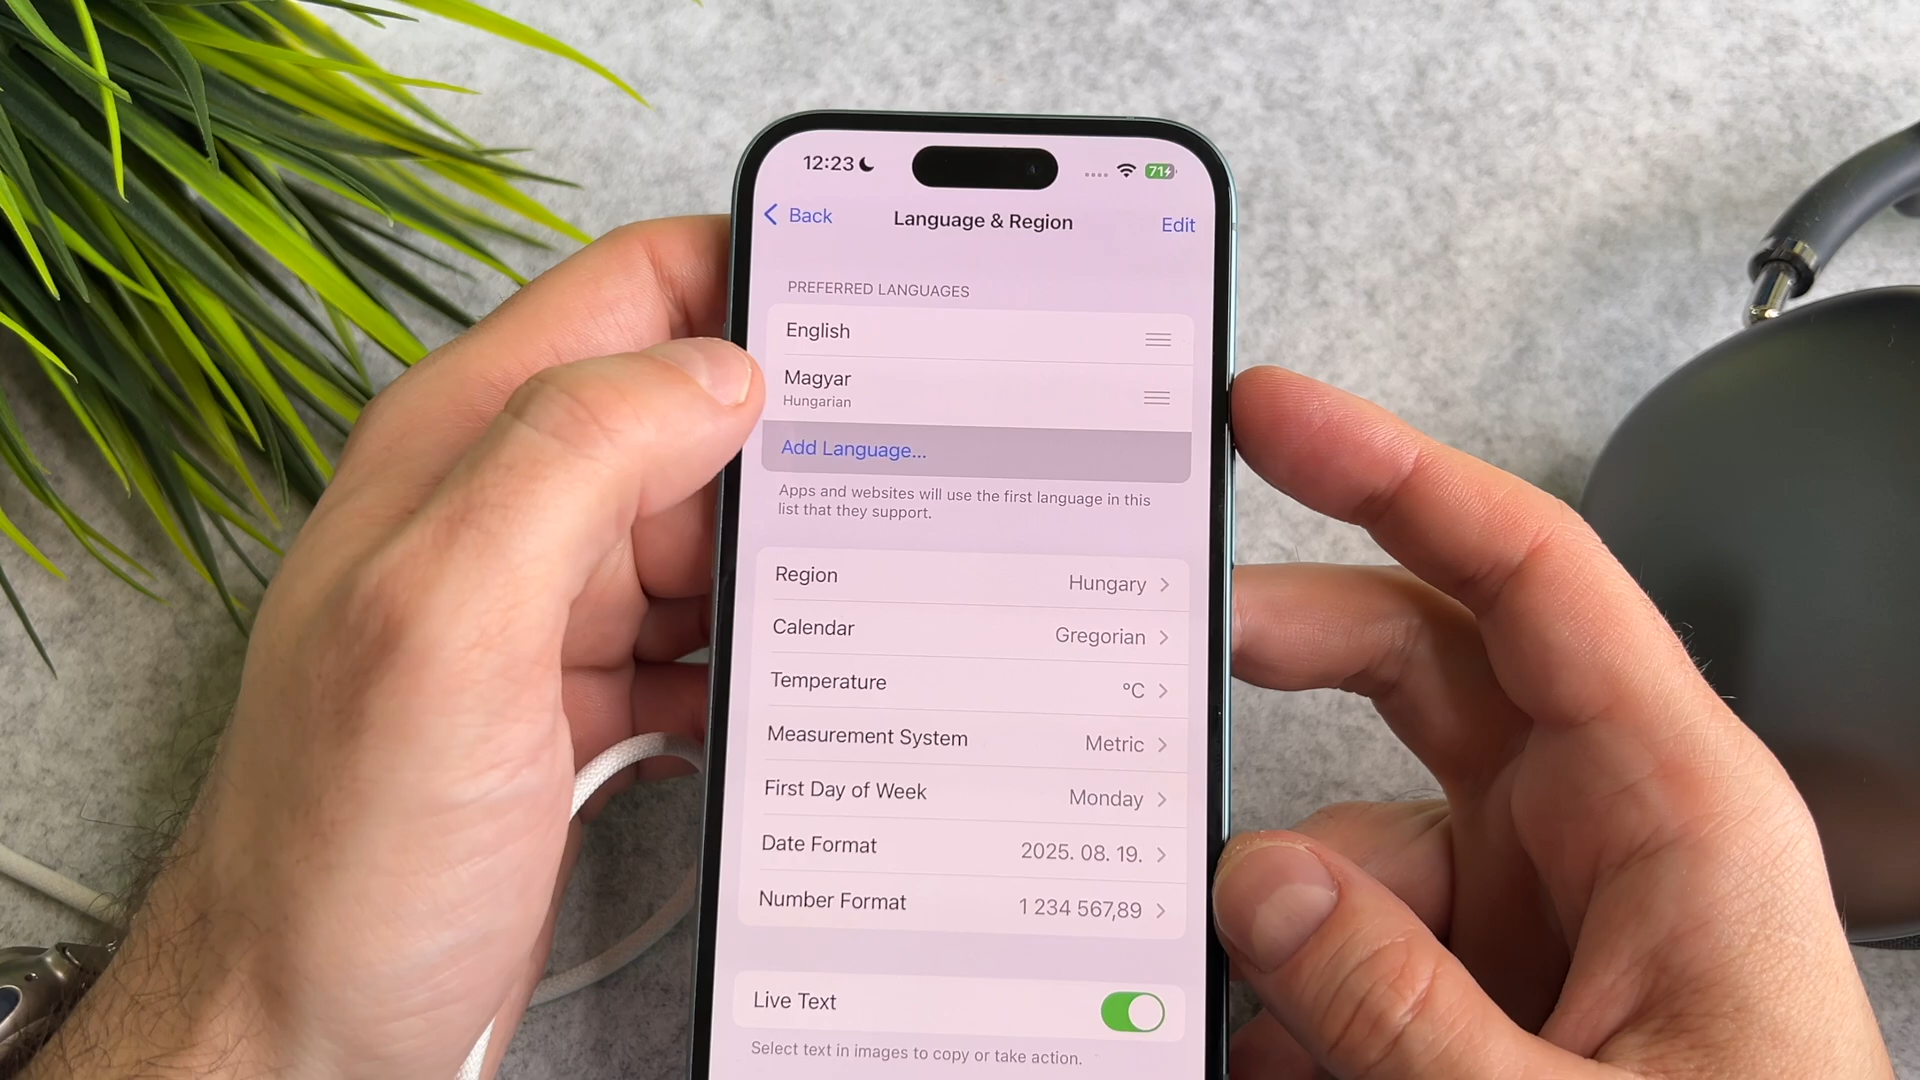 12:23
71
Back
Language & Region
Edit
PREFERRED LANGUAGES
English
Magyar
Hungarian
Add Language...
Apps and websites will use the first language in this
list that they support.
Region Hungary
Calendar Gregorian
Temperature °C
Measurement System Metric
First Day of Week Monday
Date Format 2025. 08. 19.
Number Format 1 234 567,89
Live Text
Select text in images to copy or take action.